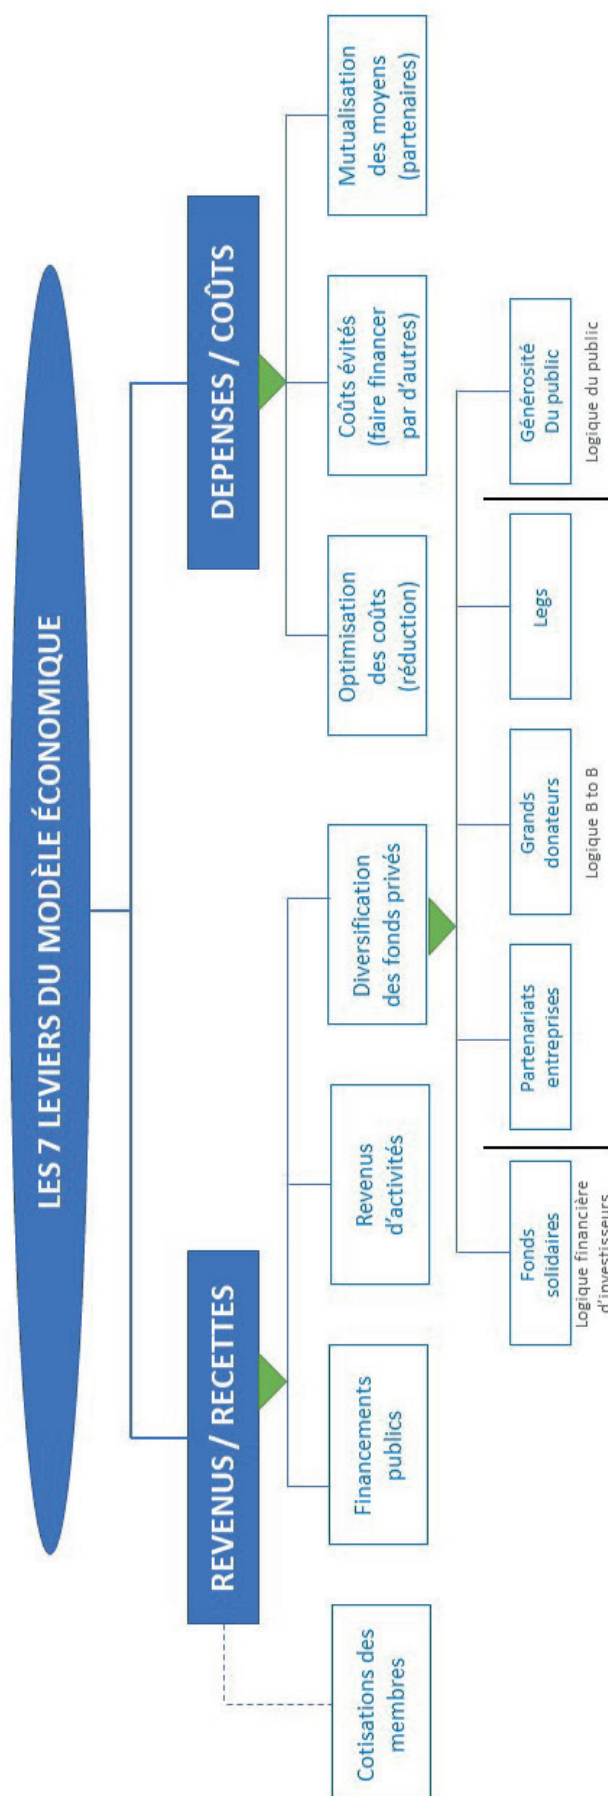 LES 7 LEVIERS DU MODÈLE ÉCONOMIQUE
REVENUS / RECETTES
DEPENSES / COÛTS
Cotisations des
membres
Financements
publics
Revenus
d'activités
Diversification
des fonds privés
Optimisation
des coûts
(réduction)
Coûts évités
(faire financer
par d'autres)
Mutualisation
des moyens
(partenaires)
Fonds
solidaires
Partenariats
entreprises
Grands
donateurs
Legs
Générosité
Du public
Logique financière
d'investisseurs
Logique B to B
Logique du public